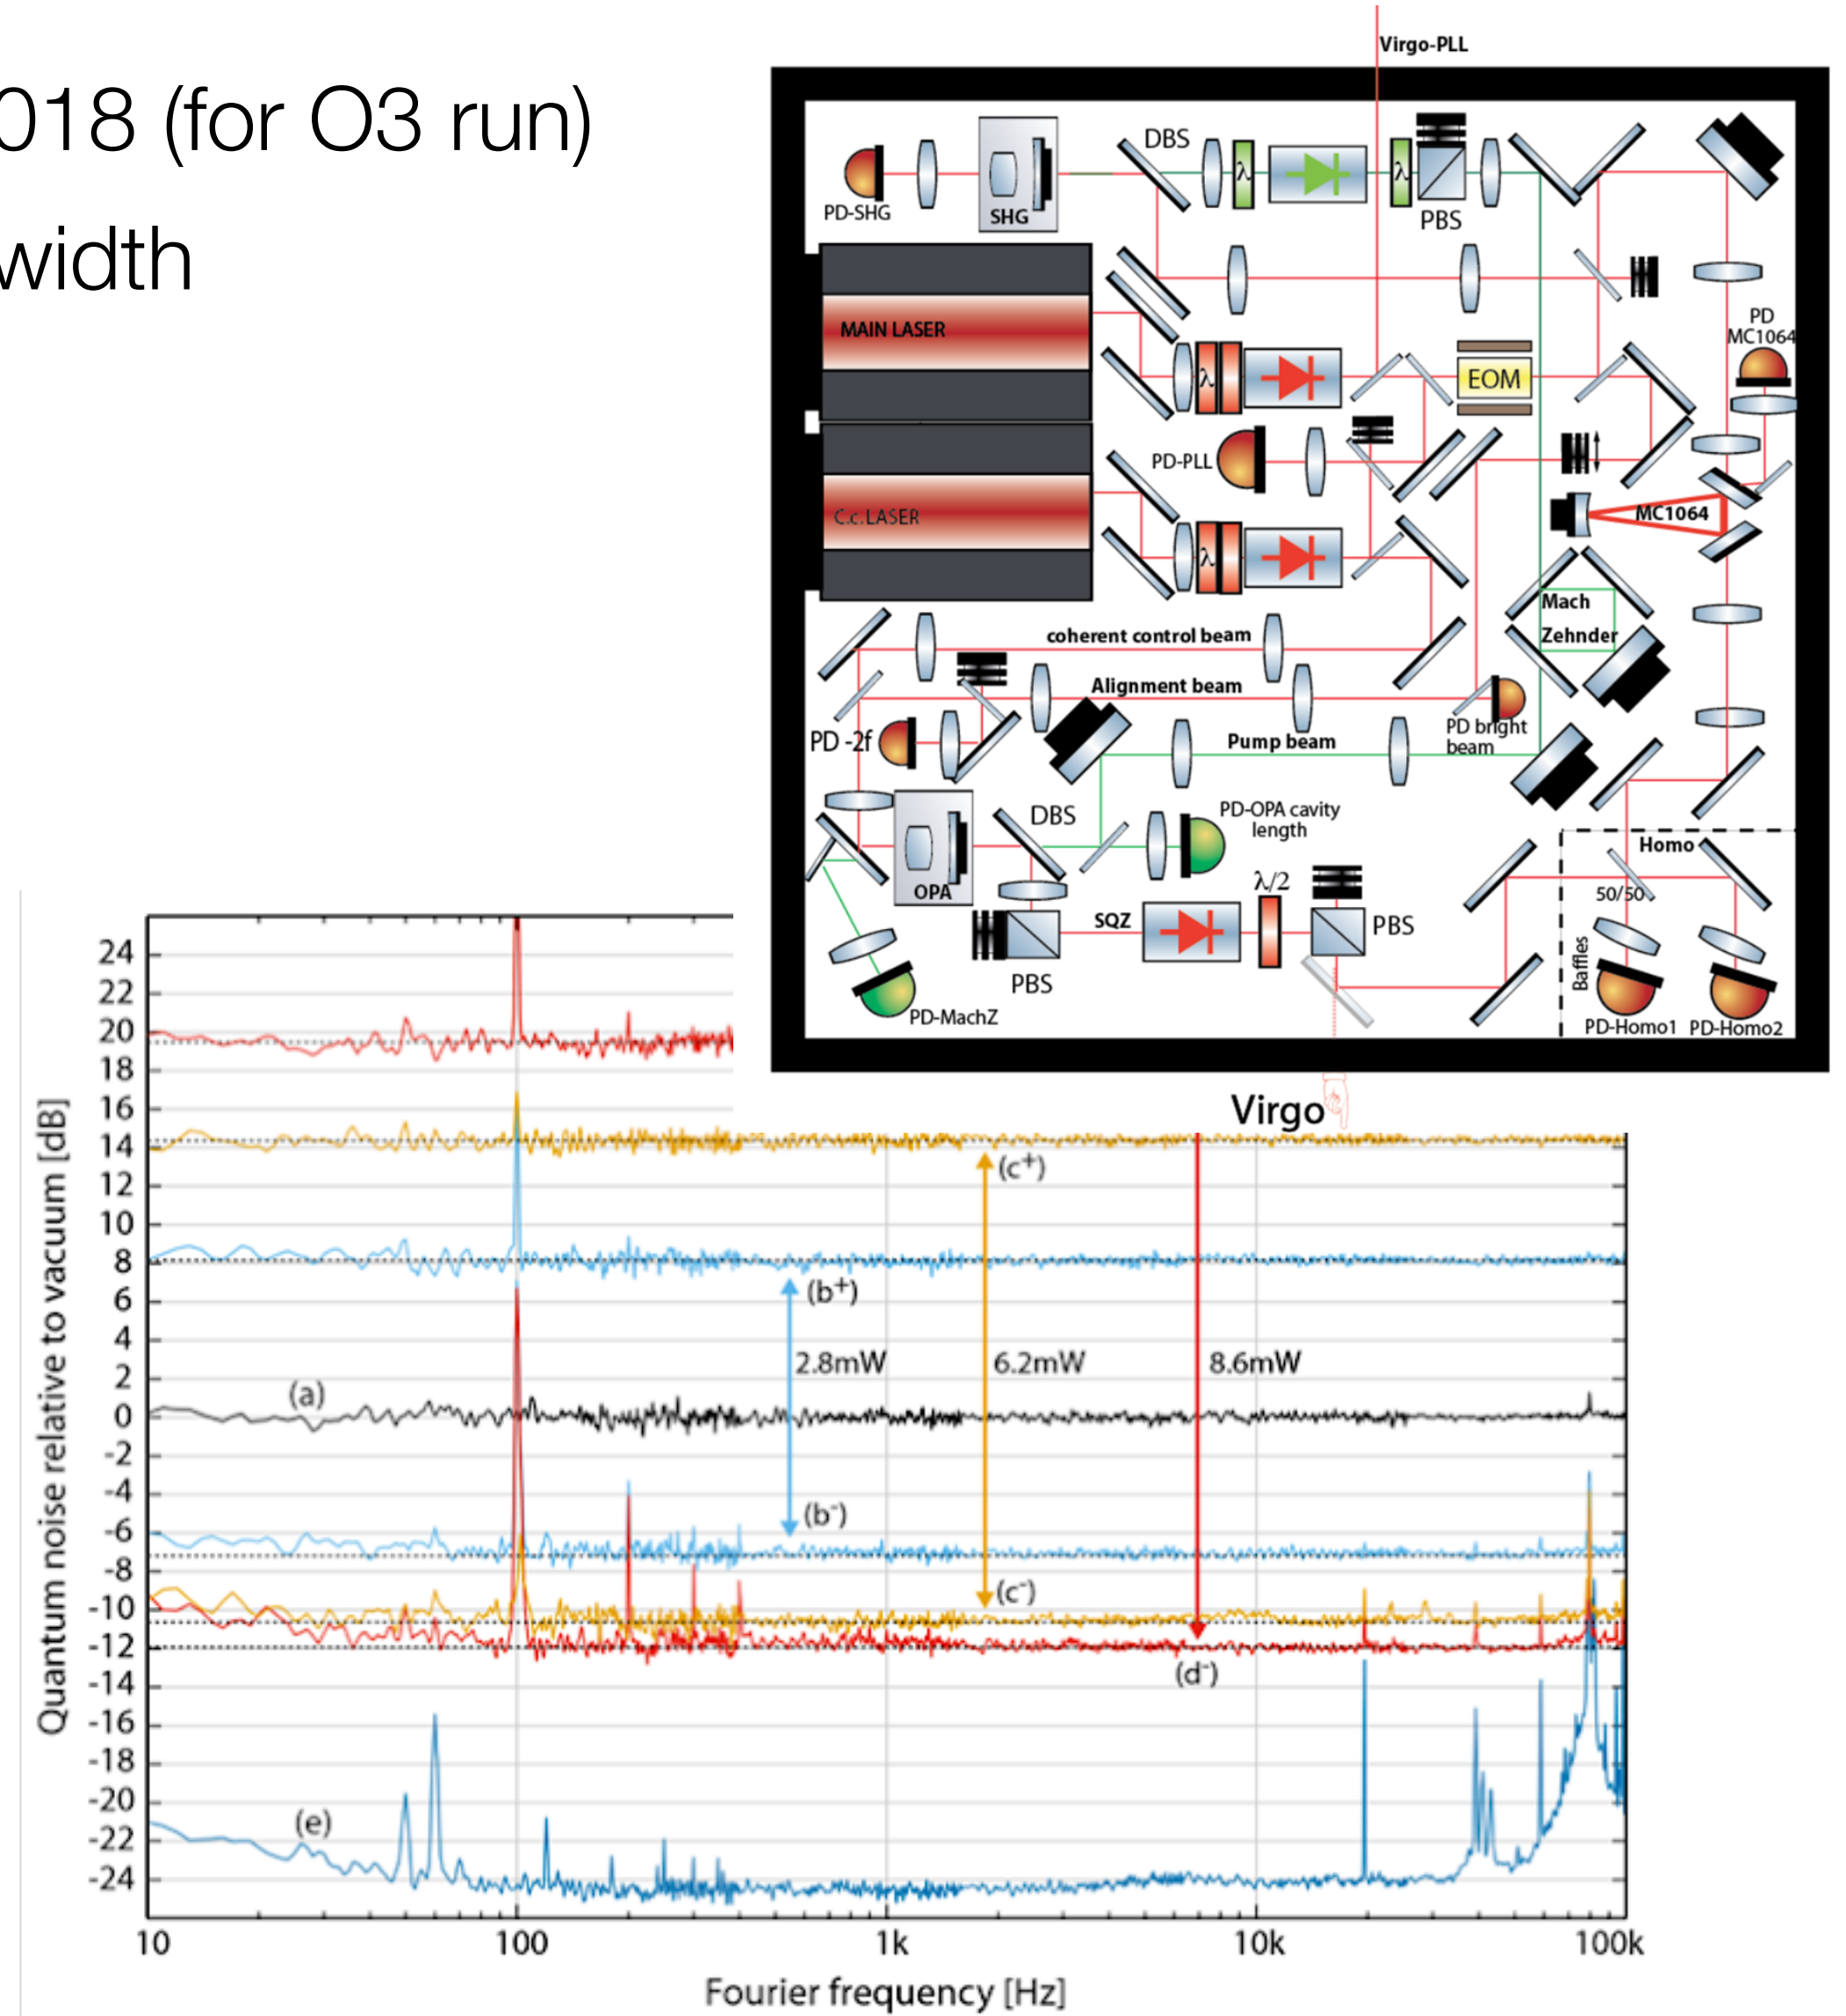 018 (for O3 run)
width
Virgo-PLL
DBS
λ
λ
PD-SHG
SHG
PBS
MAIN LASER
PD
MC1064
λ
EOM
PD-PLL
C.c. LASER
MC1064
λ
Mach
Zehnder
coherent control beam
Alignment beam
PD bright
beam
PD -2f
Pump beam
DBS
PD-OPA cavity
length
Homo
OPA
λ/2
50/50
SQZ
PBS
Baffles
PBS
PD-MachZ
PD-Homo1 PD-Homo2
Virgo
Quantum noise relative to vacuum [dB]
24
22
20
18
16
14
12
10
8
6
4
2
0
-2
-4
-6
-8
-10
-12
-14
-16
-18
-20
-22
-24
(c+)
(b+)
2.8mW
6.2mW
8.6mW
(a)
(b-)
(c-)
(d-)
(e)
10
100
1k
10k
100k
Fourier frequency [Hz]